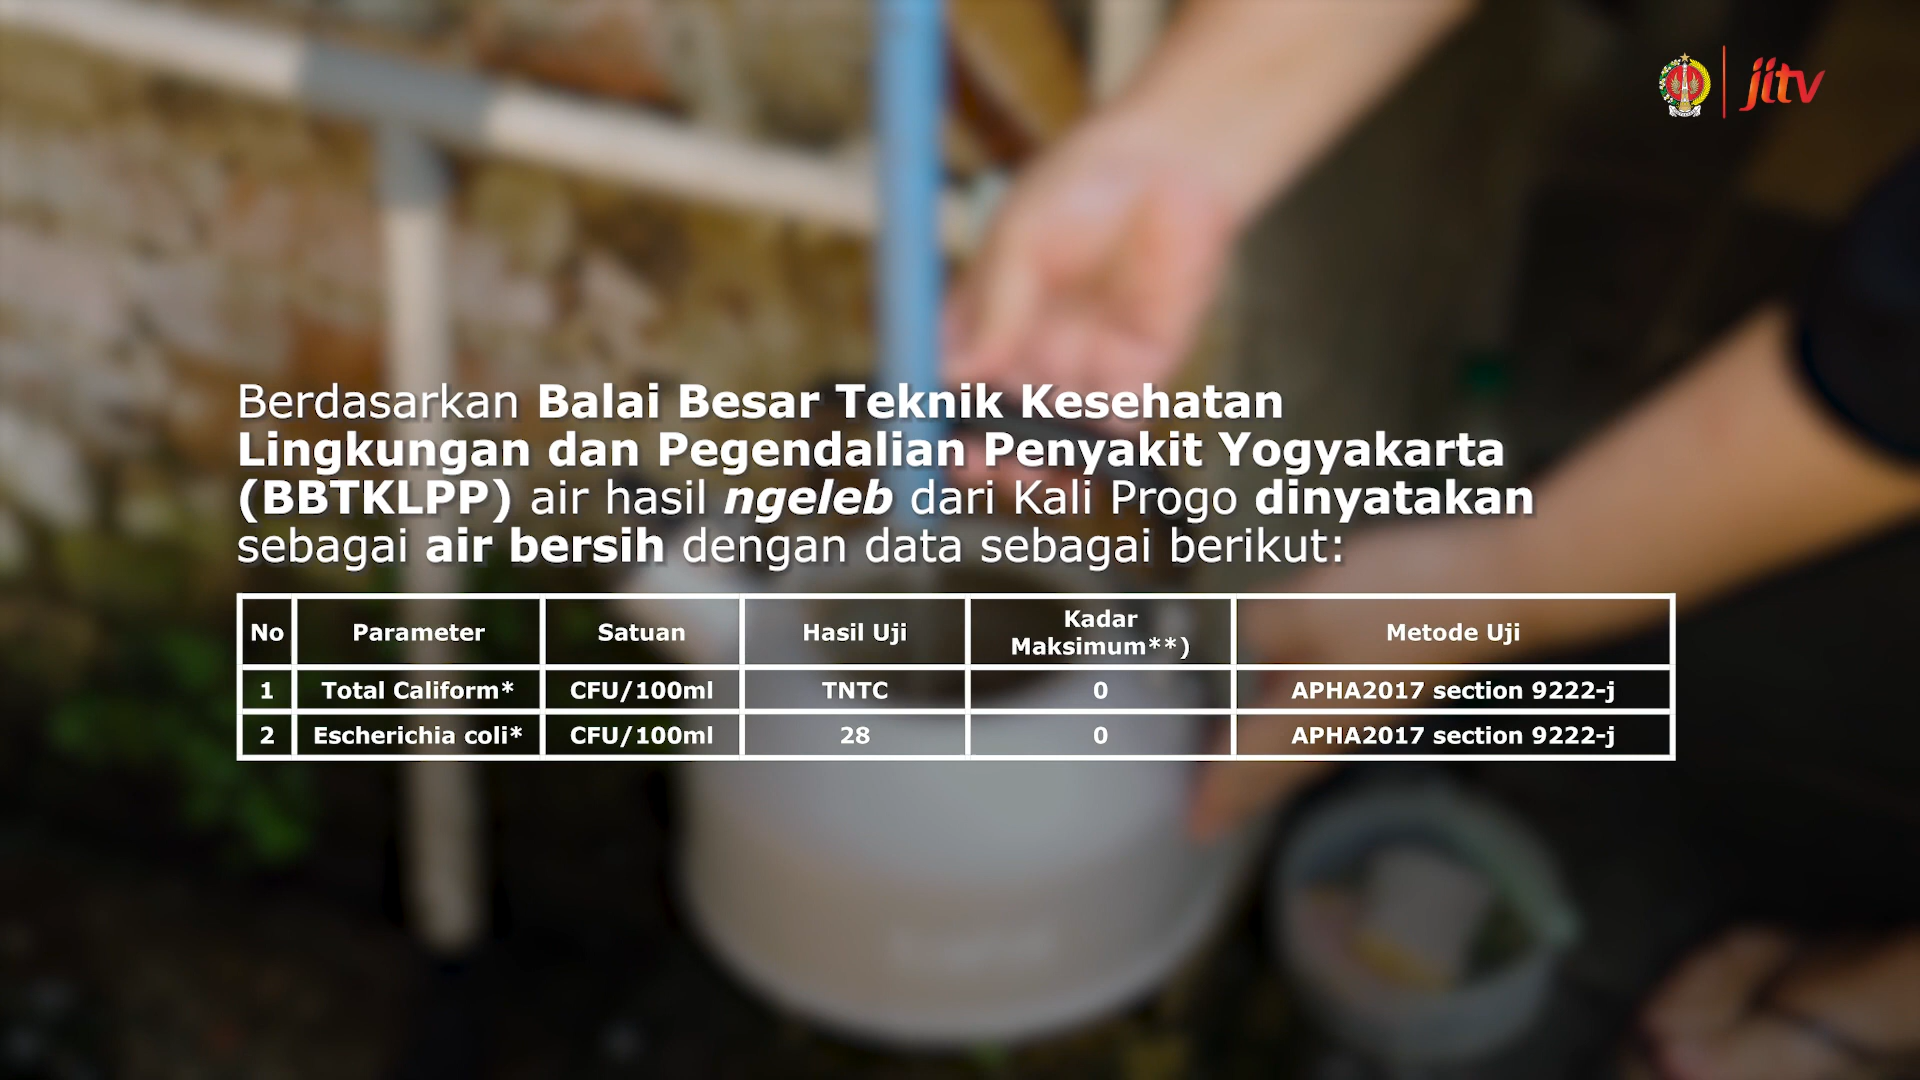 jitv
Berdasarkan Balai Besar Teknik Kesehatan
Lingkungan dan Pegendalian Penyakit Yogyakarta
(BBTKLPP) air hasil ngeleb dari Kali Progo dinyatakan
sebagai air bersih dengan data sebagai berikut:
No Parameter Satuan Hasil Uji Kadar Maksimum**) Metode Uji
1 Total Caliform* CFU/100ml TNTC 0 APHA2017 section 9222-j
2 Escherichia coli* CFU/100ml 28 0 APHA2017 section 9222-j